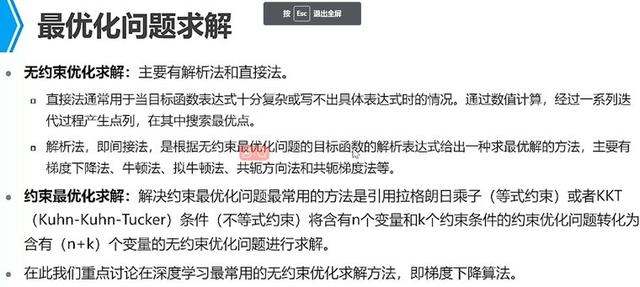 按 Esc 退出全屏
最优化问题求解
无约束优化求解：主要有解析法和直接法。
直接法通常用于当目标函数表达式十分复杂或写不出具体表达式时的情况。通过数值计算，经过一系列迭
代过程产生点列，在其中搜索最优点。
解析法，即间接法，是根据无约束最优化问题的目标函数的解析表达式给出一种求最优解的方法，主要有
梯度下降法、牛顿法、拟牛顿法、共轭方向法和共轭梯度法等。
约束最优化求解：解决约束最优化问题最常用的方法是引用拉格朗日乘子（等式约束）或者KKT
（Kuhn-Kuhn-Tucker）条件（不等式约束）将含有n个变量和k个约束条件的约束优化问题转化为
含有（n+k）个变量的无约束优化问题进行求解。
在此我们重点讨论在深度学习最常用的无约束优化求解方法，即梯度下降算法。